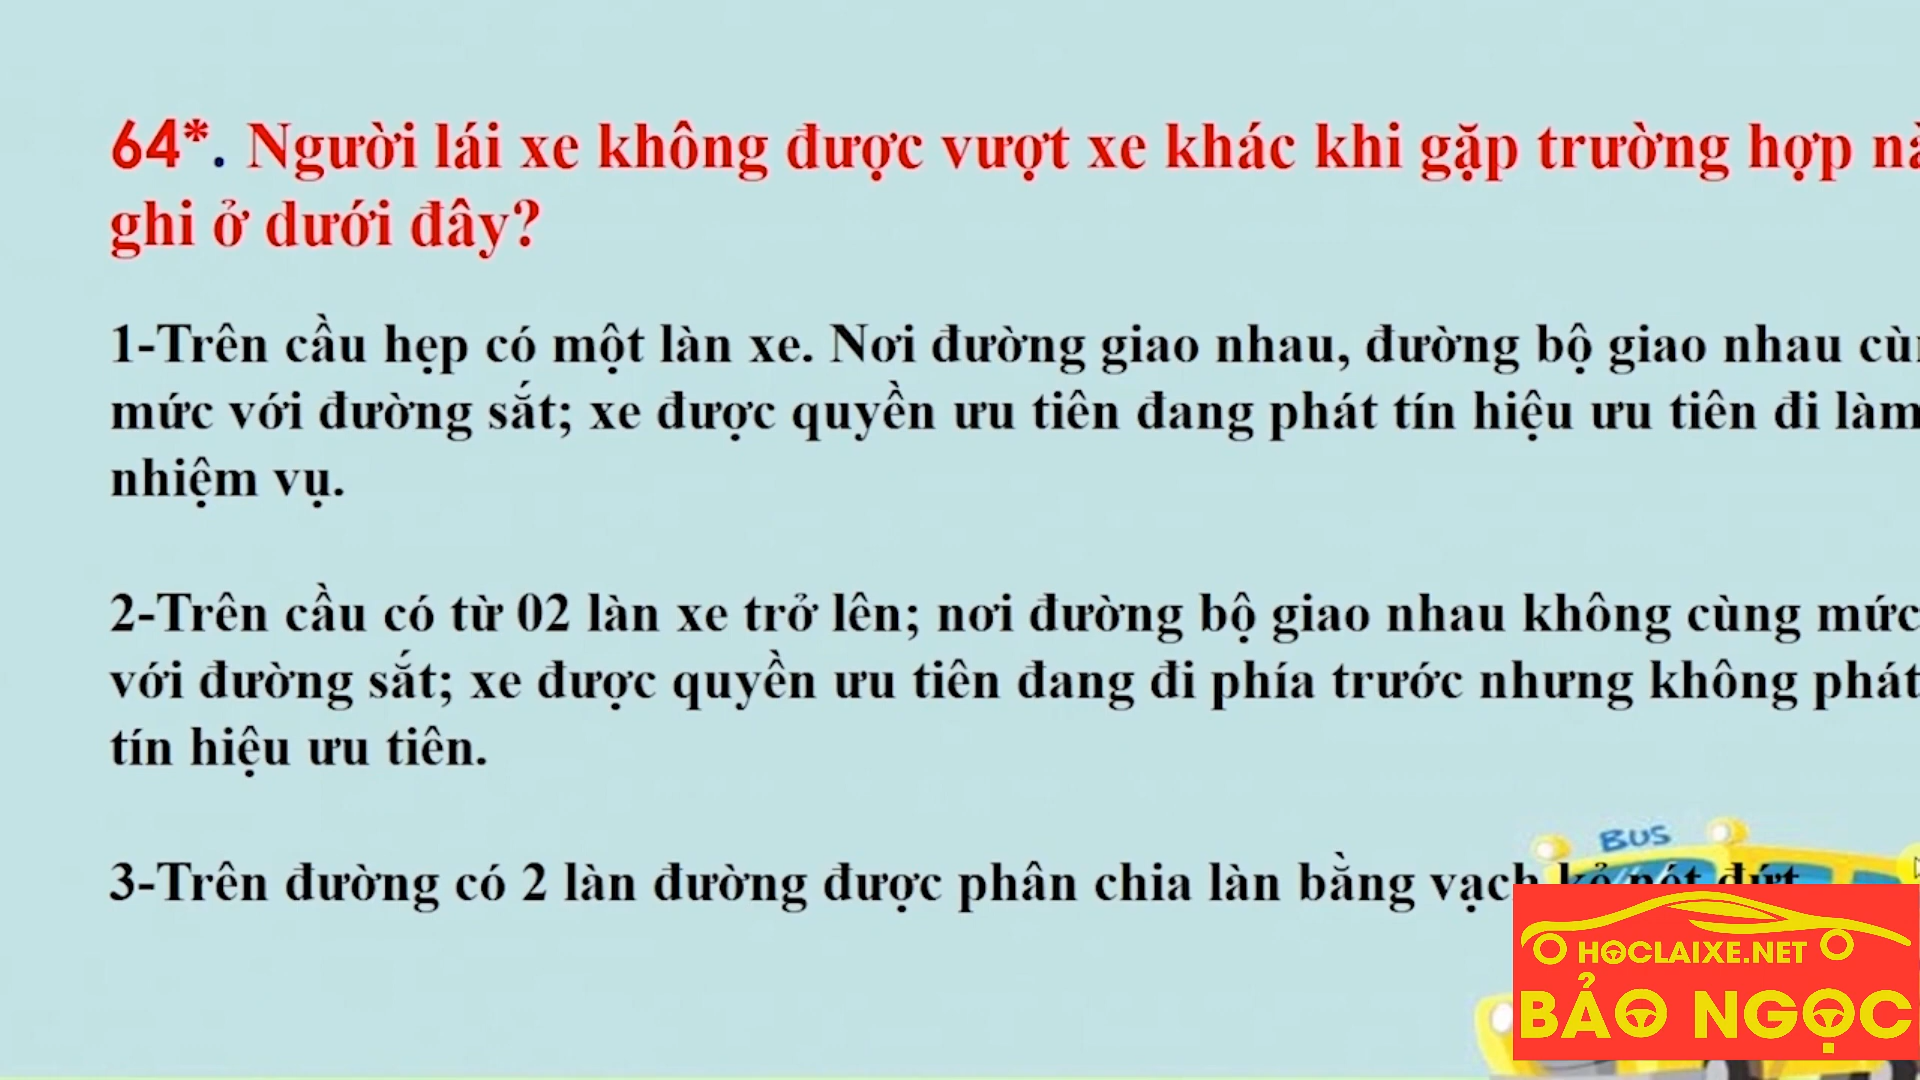 64*. Người lái xe không được vượt xe khác khi gặp trường hợp
ghi ở dưới đây?
1-Trên cầu hẹp có một làn xe. Nơi đường giao nhau, đường bộ giao nhau
mức với đường sắt; xe được quyền ưu tiên đang phát tín hiệu ưu tiên đi làm
nhiệm vụ.
2-Trên cầu có từ 02 làn xe trở lên; nơi đường bộ giao nhau không cùng mức
với đường sắt; xe được quyền ưu tiên đang đi phía trước nhưng không phát
tín hiệu ưu tiên.
BUS
3-Trên đường có 2 làn đường được phân chia làn bằng vạch kẻ nét đứt
HỌCLAIXE.NET
BẢO NGỌC